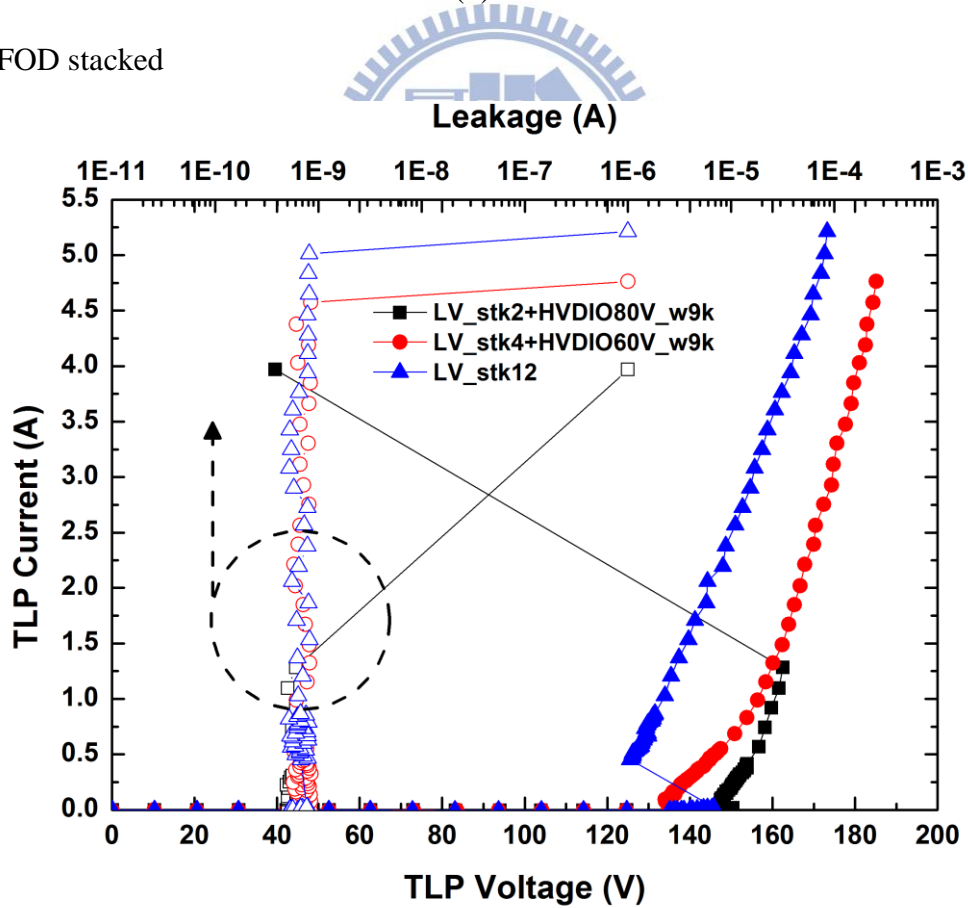 FOD stacked
Leakage (A)
1E-11 1E-10 1E-9 1E-8 1E-7 1E-6 1E-5 1E-4 1E-3
5.5
5.0
4.5
4.0
3.5
3.0
2.5
2.0
1.5
1.0
0.5
0.0
TLP Current (A)
LV_stk2+HVDIO80V_w9k
LV_stk4+HVDIO60V_w9k
LV_stk12
0 20 40 60 80 100 120 140 160 180 200
TLP Voltage (V)